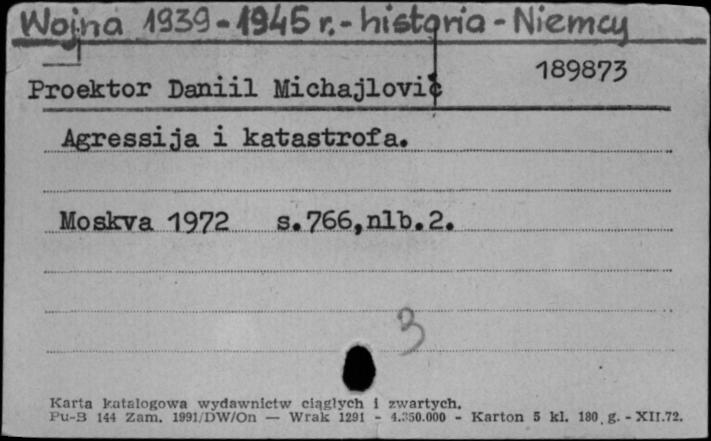 Wojna 1939-1945 r. - historia - Niemcy
189873
Proektor Daniil Michajlovič
Agressija i katastrofa.
Moskva 1972 s.766,nlb.2.
3
Karta katalogowa wydawnictw ciągłych i zwartych.
Pu-B 144 Zam. 1991/DW/On — Wrak 1291 - 4.350.000 - Karton 5 kl. 180 g. - XII.72.